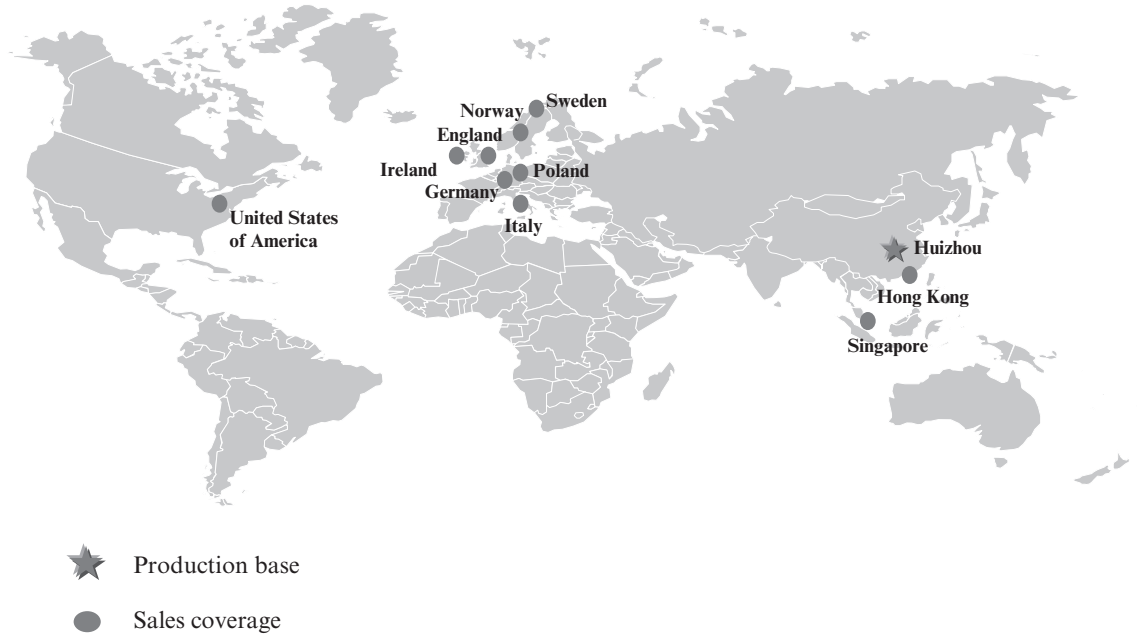 Sweden
Norway
England
Ireland
Poland
Germany
Italy
United States
of America
Huizhou
Hong Kong
Singapore
Production base
Sales coverage